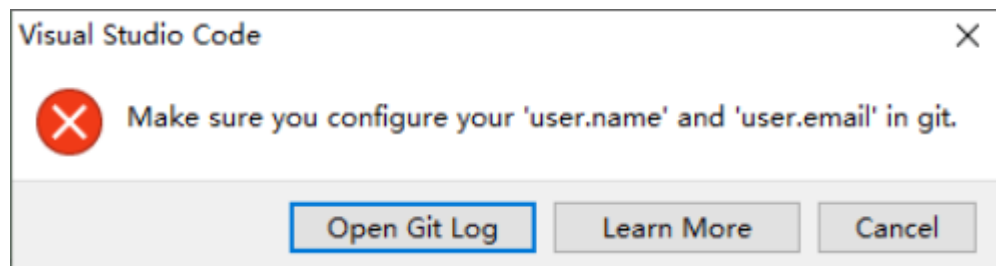 Visual Studio Code
Make sure you configure your 'user.name' and 'user.email' in git.
Open Git Log
Learn More
Cancel